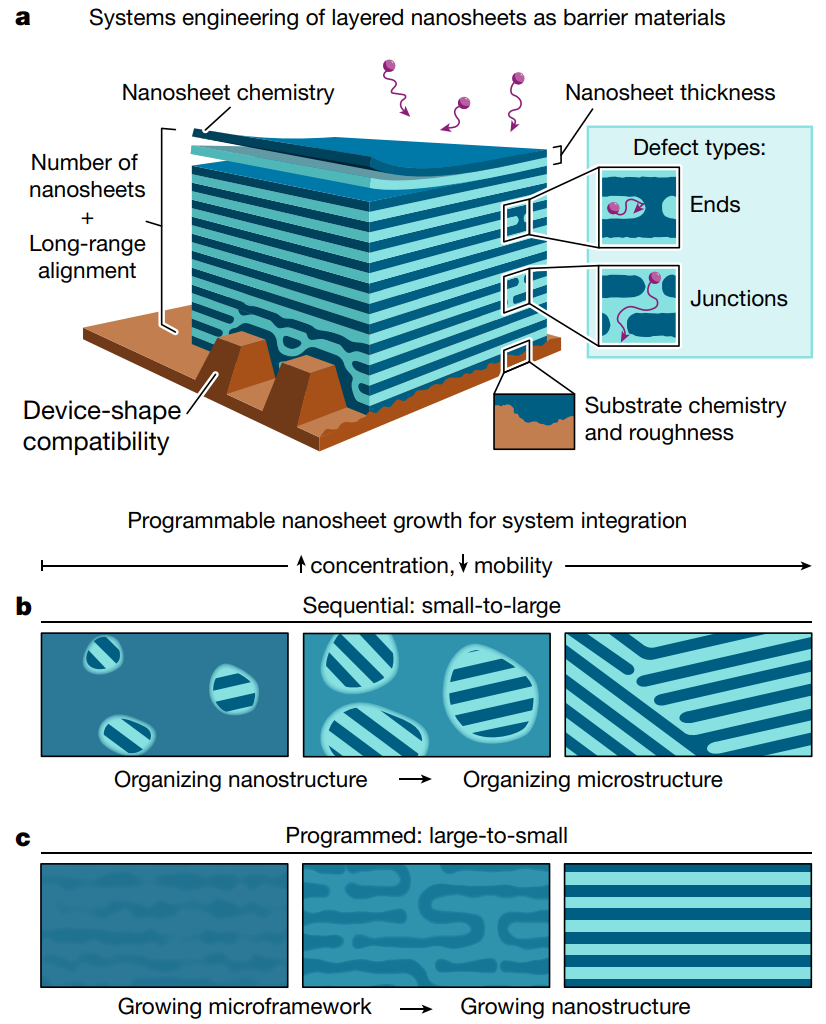 a
Systems engineering of layered nanosheets as barrier materials
Nanosheet chemistry
Nanosheet thickness
Number of
nanosheets
+
Long-range
alignment
Defect types:
Ends
Junctions
Device-shape
compatibility
Substrate chemistry
and roughness
Programmable nanosheet growth for system integration
↑ concentration, ↓ mobility
b
Sequential: small-to-large
Organizing nanostructure → Organizing microstructure
c
Programmed: large-to-small
Growing microframework → Growing nanostructure